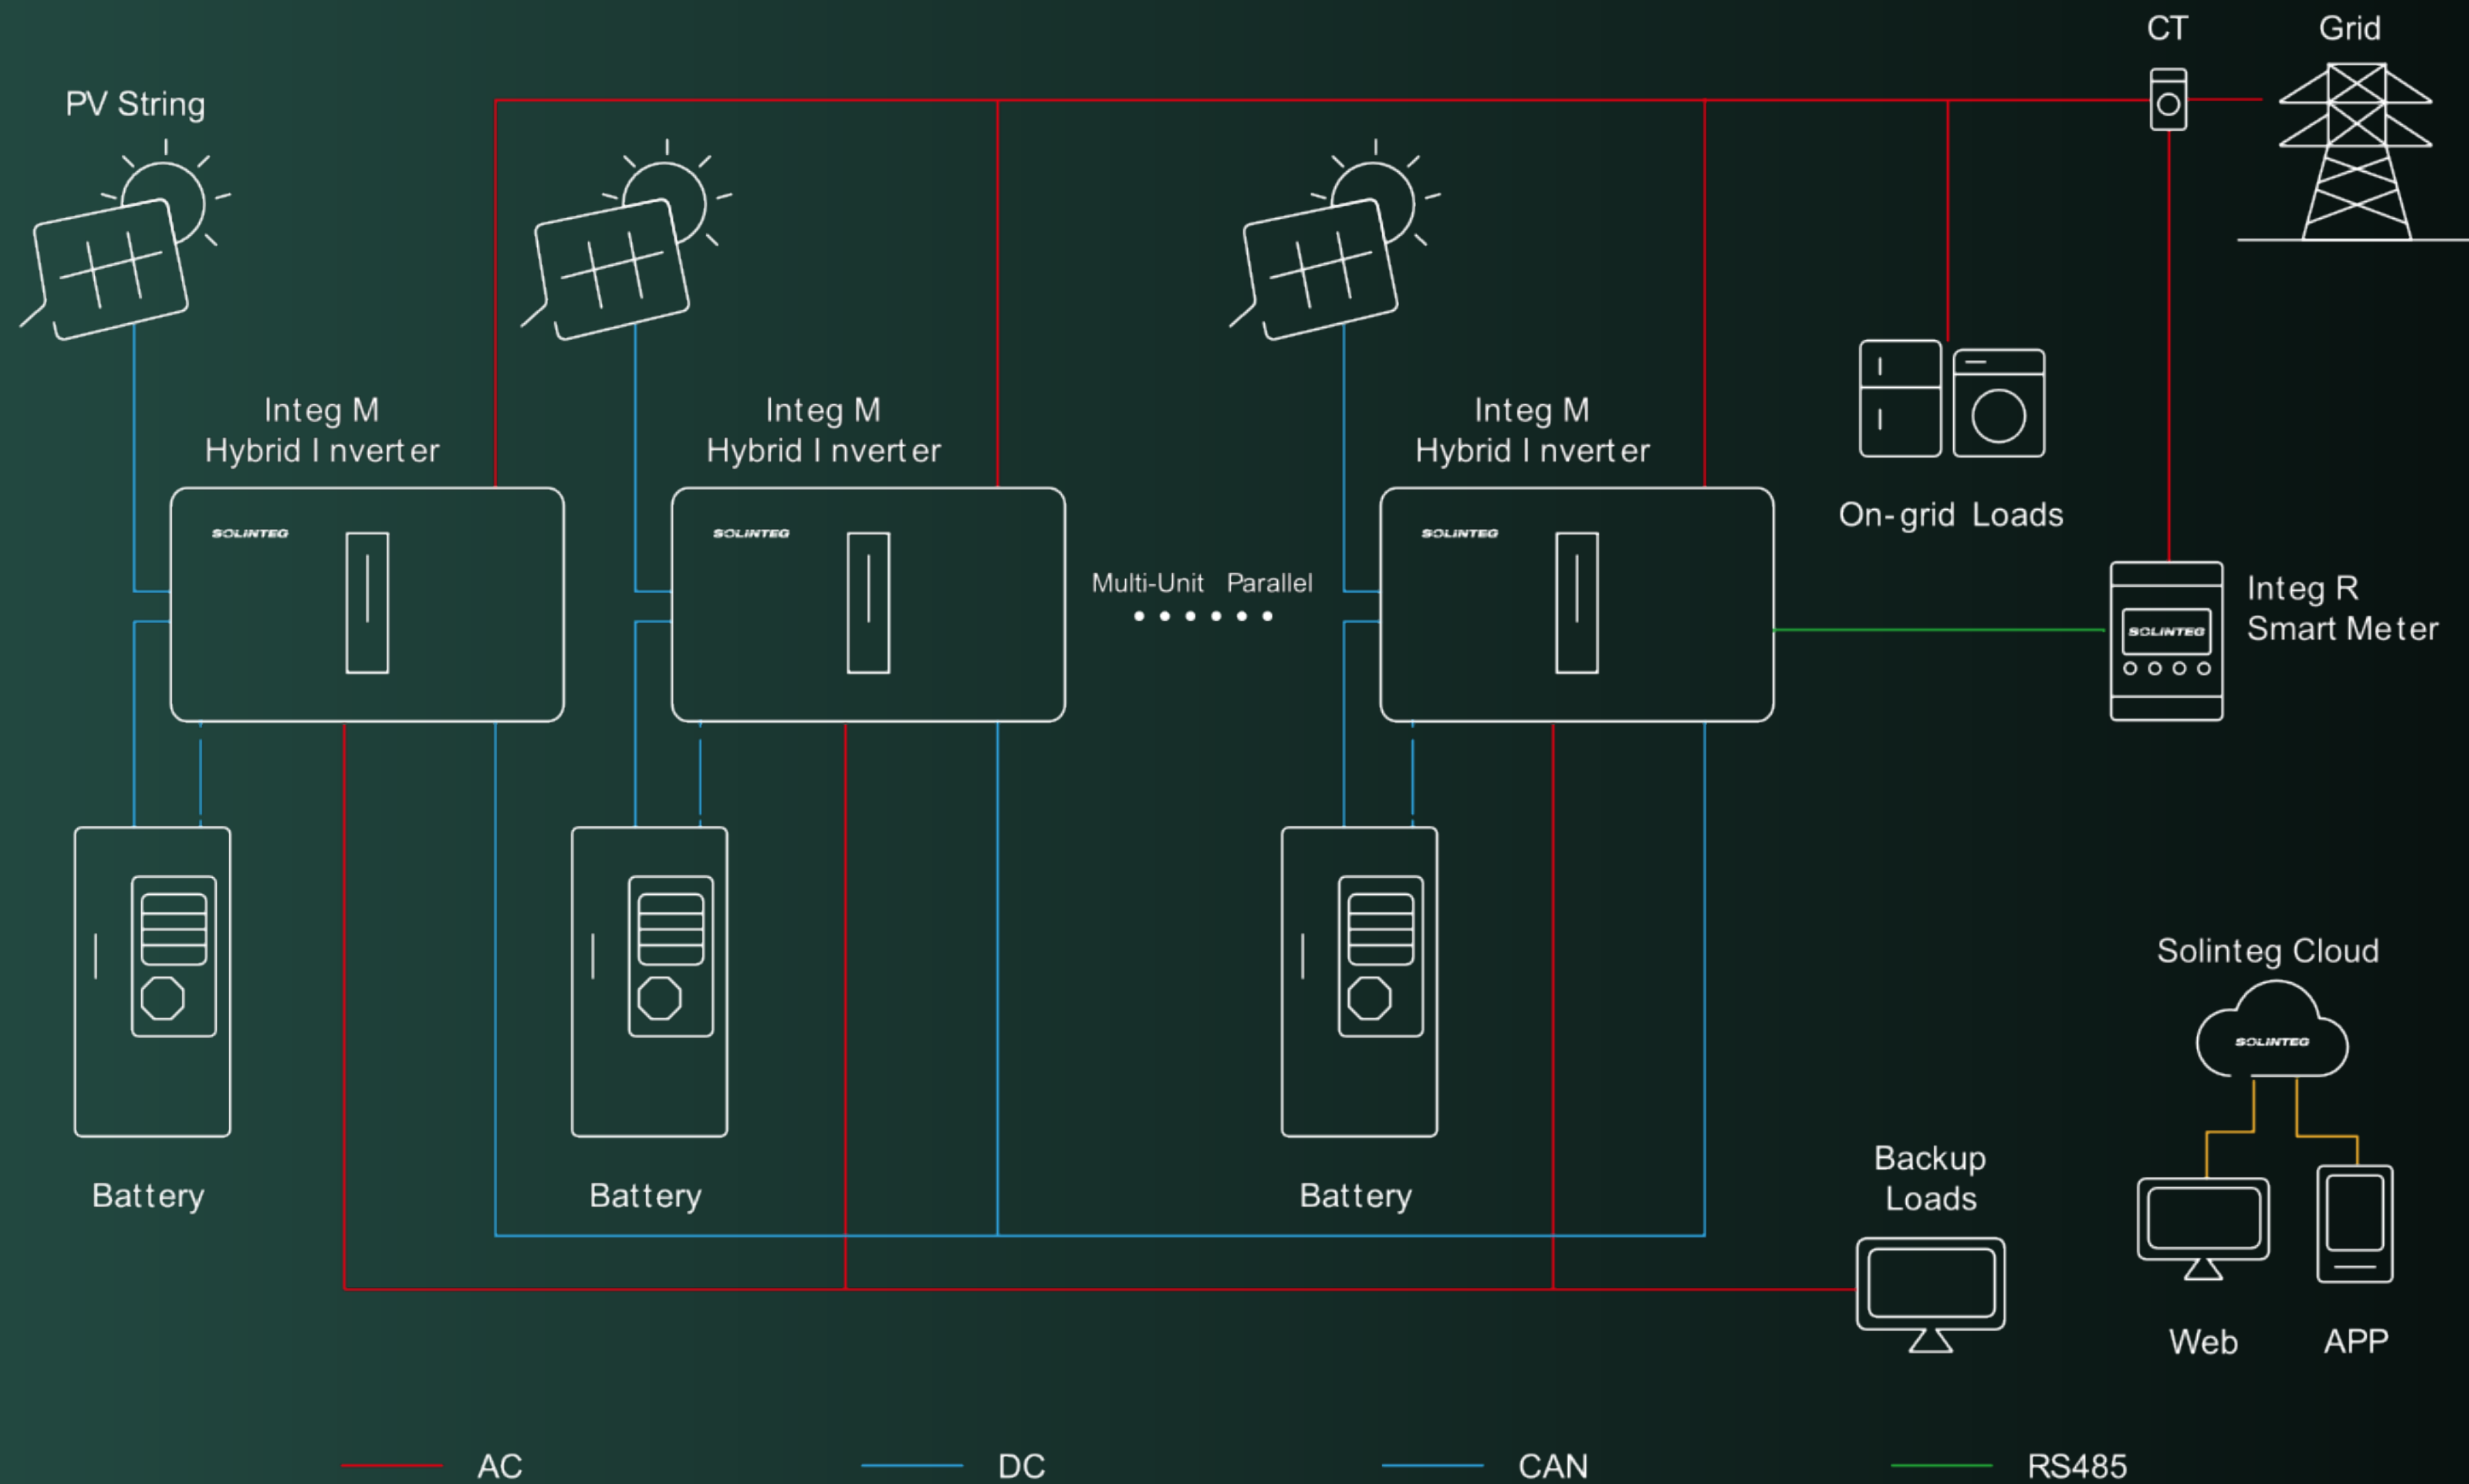 CT
Grid
PV String
Integ M
Hybrid Inverter
Integ M
Hybrid Inverter
Integ M
Hybrid Inverter
SOLINTEG
SOLINTEG
SOLINTEG
On-grid Loads
Multi-Unit Parallel
Integ R
Smart Meter
SOLINTEG
Solinteg Cloud
SOLINTEG
Backup
Loads
Battery
Battery
Battery
Web
APP
AC
DC
CAN
RS485